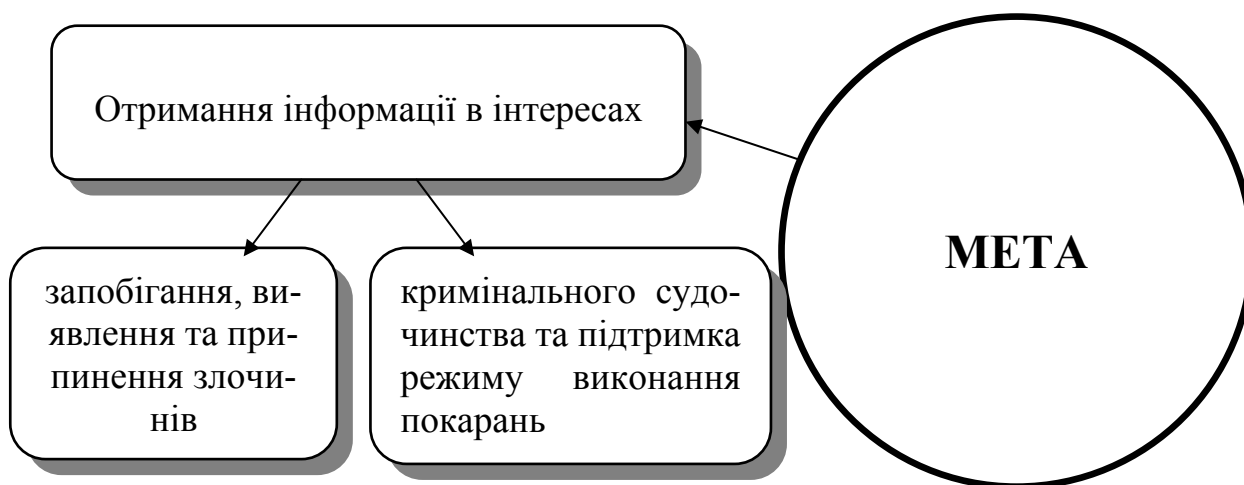 Отримання інформації в інтересах
МЕТА
запобігання, ви-
явлення та при-
пинення злочи-
нів
кримінального судо-
чинства та підтримка
режиму виконання
покарань